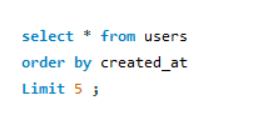 select * from users
order by created_at
Limit 5 ;